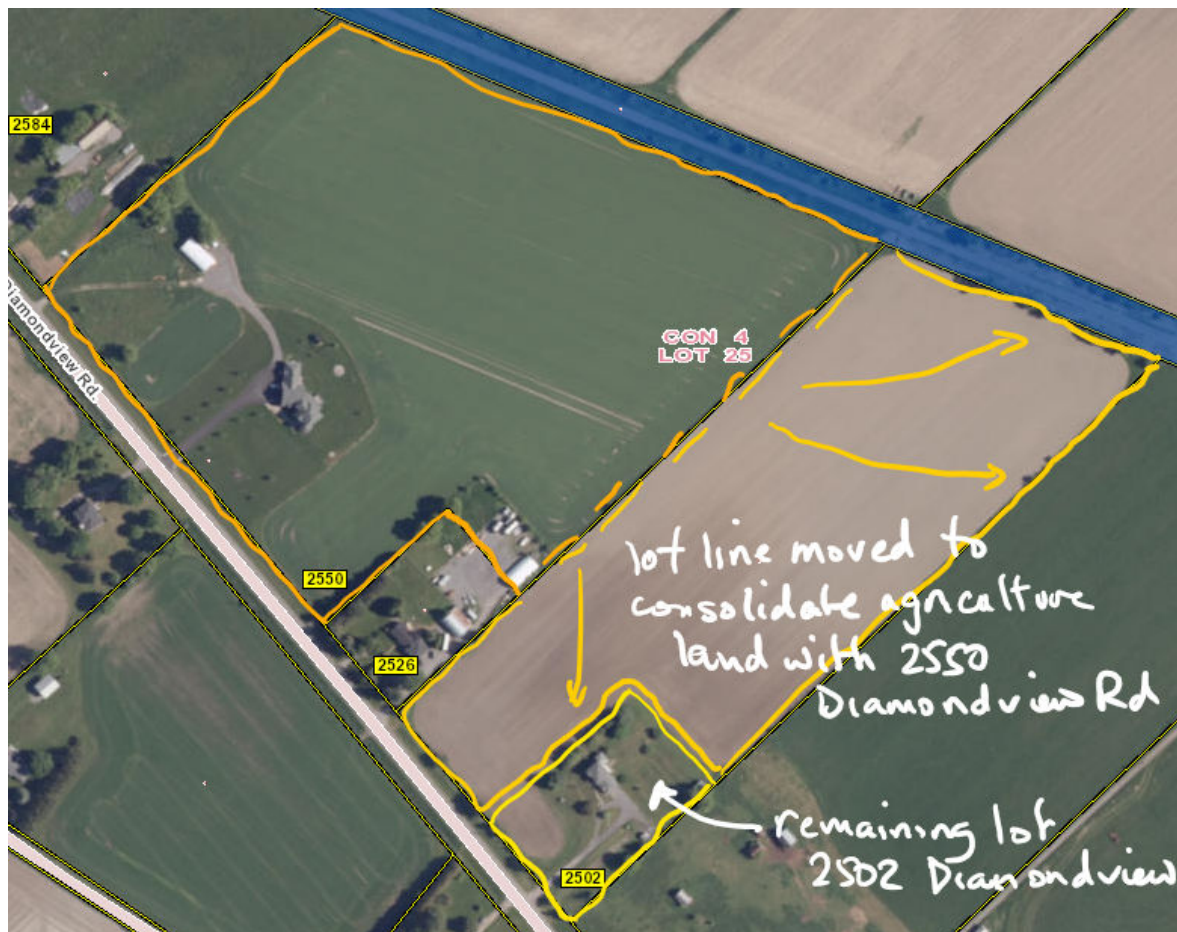 2584
Diamondview Rd.
CON 4
LOT 25
lot line moved to
consolidate agriculture
land with 2550
Diamondview Rd
2550
2526
remaining lot
2502 Diamondview
2502